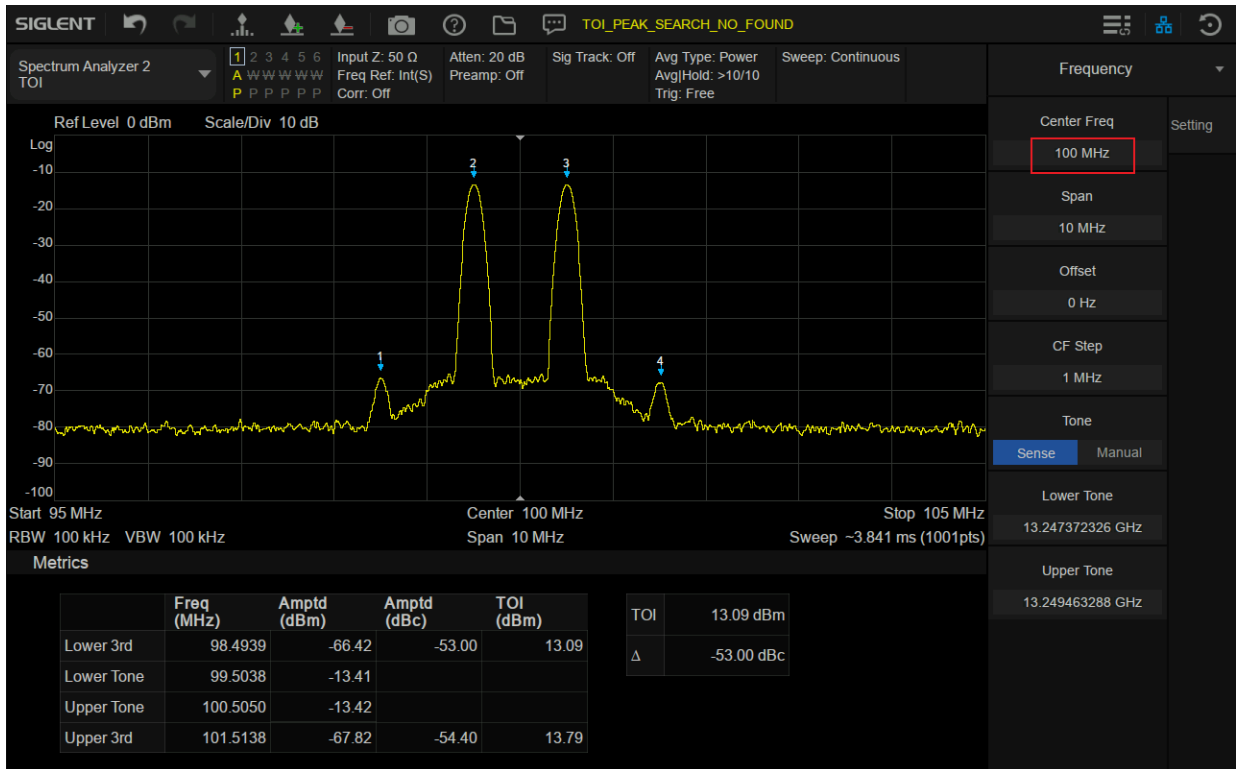 SIGLENT
TOI_PEAK_SEARCH_NO_FOUND
Spectrum Analyzer 2
TOI
1 2 3 4 5 6
A W W W W W
P P P P P P
Input Z: 50 Ω
Freq Ref: Int(S)
Corr: Off
Atten: 20 dB
Preamp: Off
Sig Track: Off
Avg Type: Power
Avg|Hold: >10/10
Trig: Free
Sweep: Continuous
Frequency
Ref Level 0 dBm Scale/Div 10 dB
Log
-10
-20
-30
-40
-50
-60
-70
-80
-90
-100
1
2
3
4
Start 95 MHz
Center 100 MHz
Stop 105 MHz
RBW 100 kHz VBW 100 kHz
Span 10 MHz
Sweep ~3.841 ms (1001pts)
Center Freq
100 MHz
Setting
Span
10 MHz
Offset
0 Hz
CF Step
1 MHz
Tone
Sense Manual
Lower Tone
13.247372326 GHz
Upper Tone
13.249463288 GHz
Metrics
Freq (MHz) Amptd (dBm) Amptd (dBc) TOI (dBm)
Lower 3rd 98.4939 -66.42 -53.00 13.09
Lower Tone 99.5038 -13.41
Upper Tone 100.5050 -13.42
Upper 3rd 101.5138 -67.82 -54.40 13.79
TOI 13.09 dBm
Δ -53.00 dBc